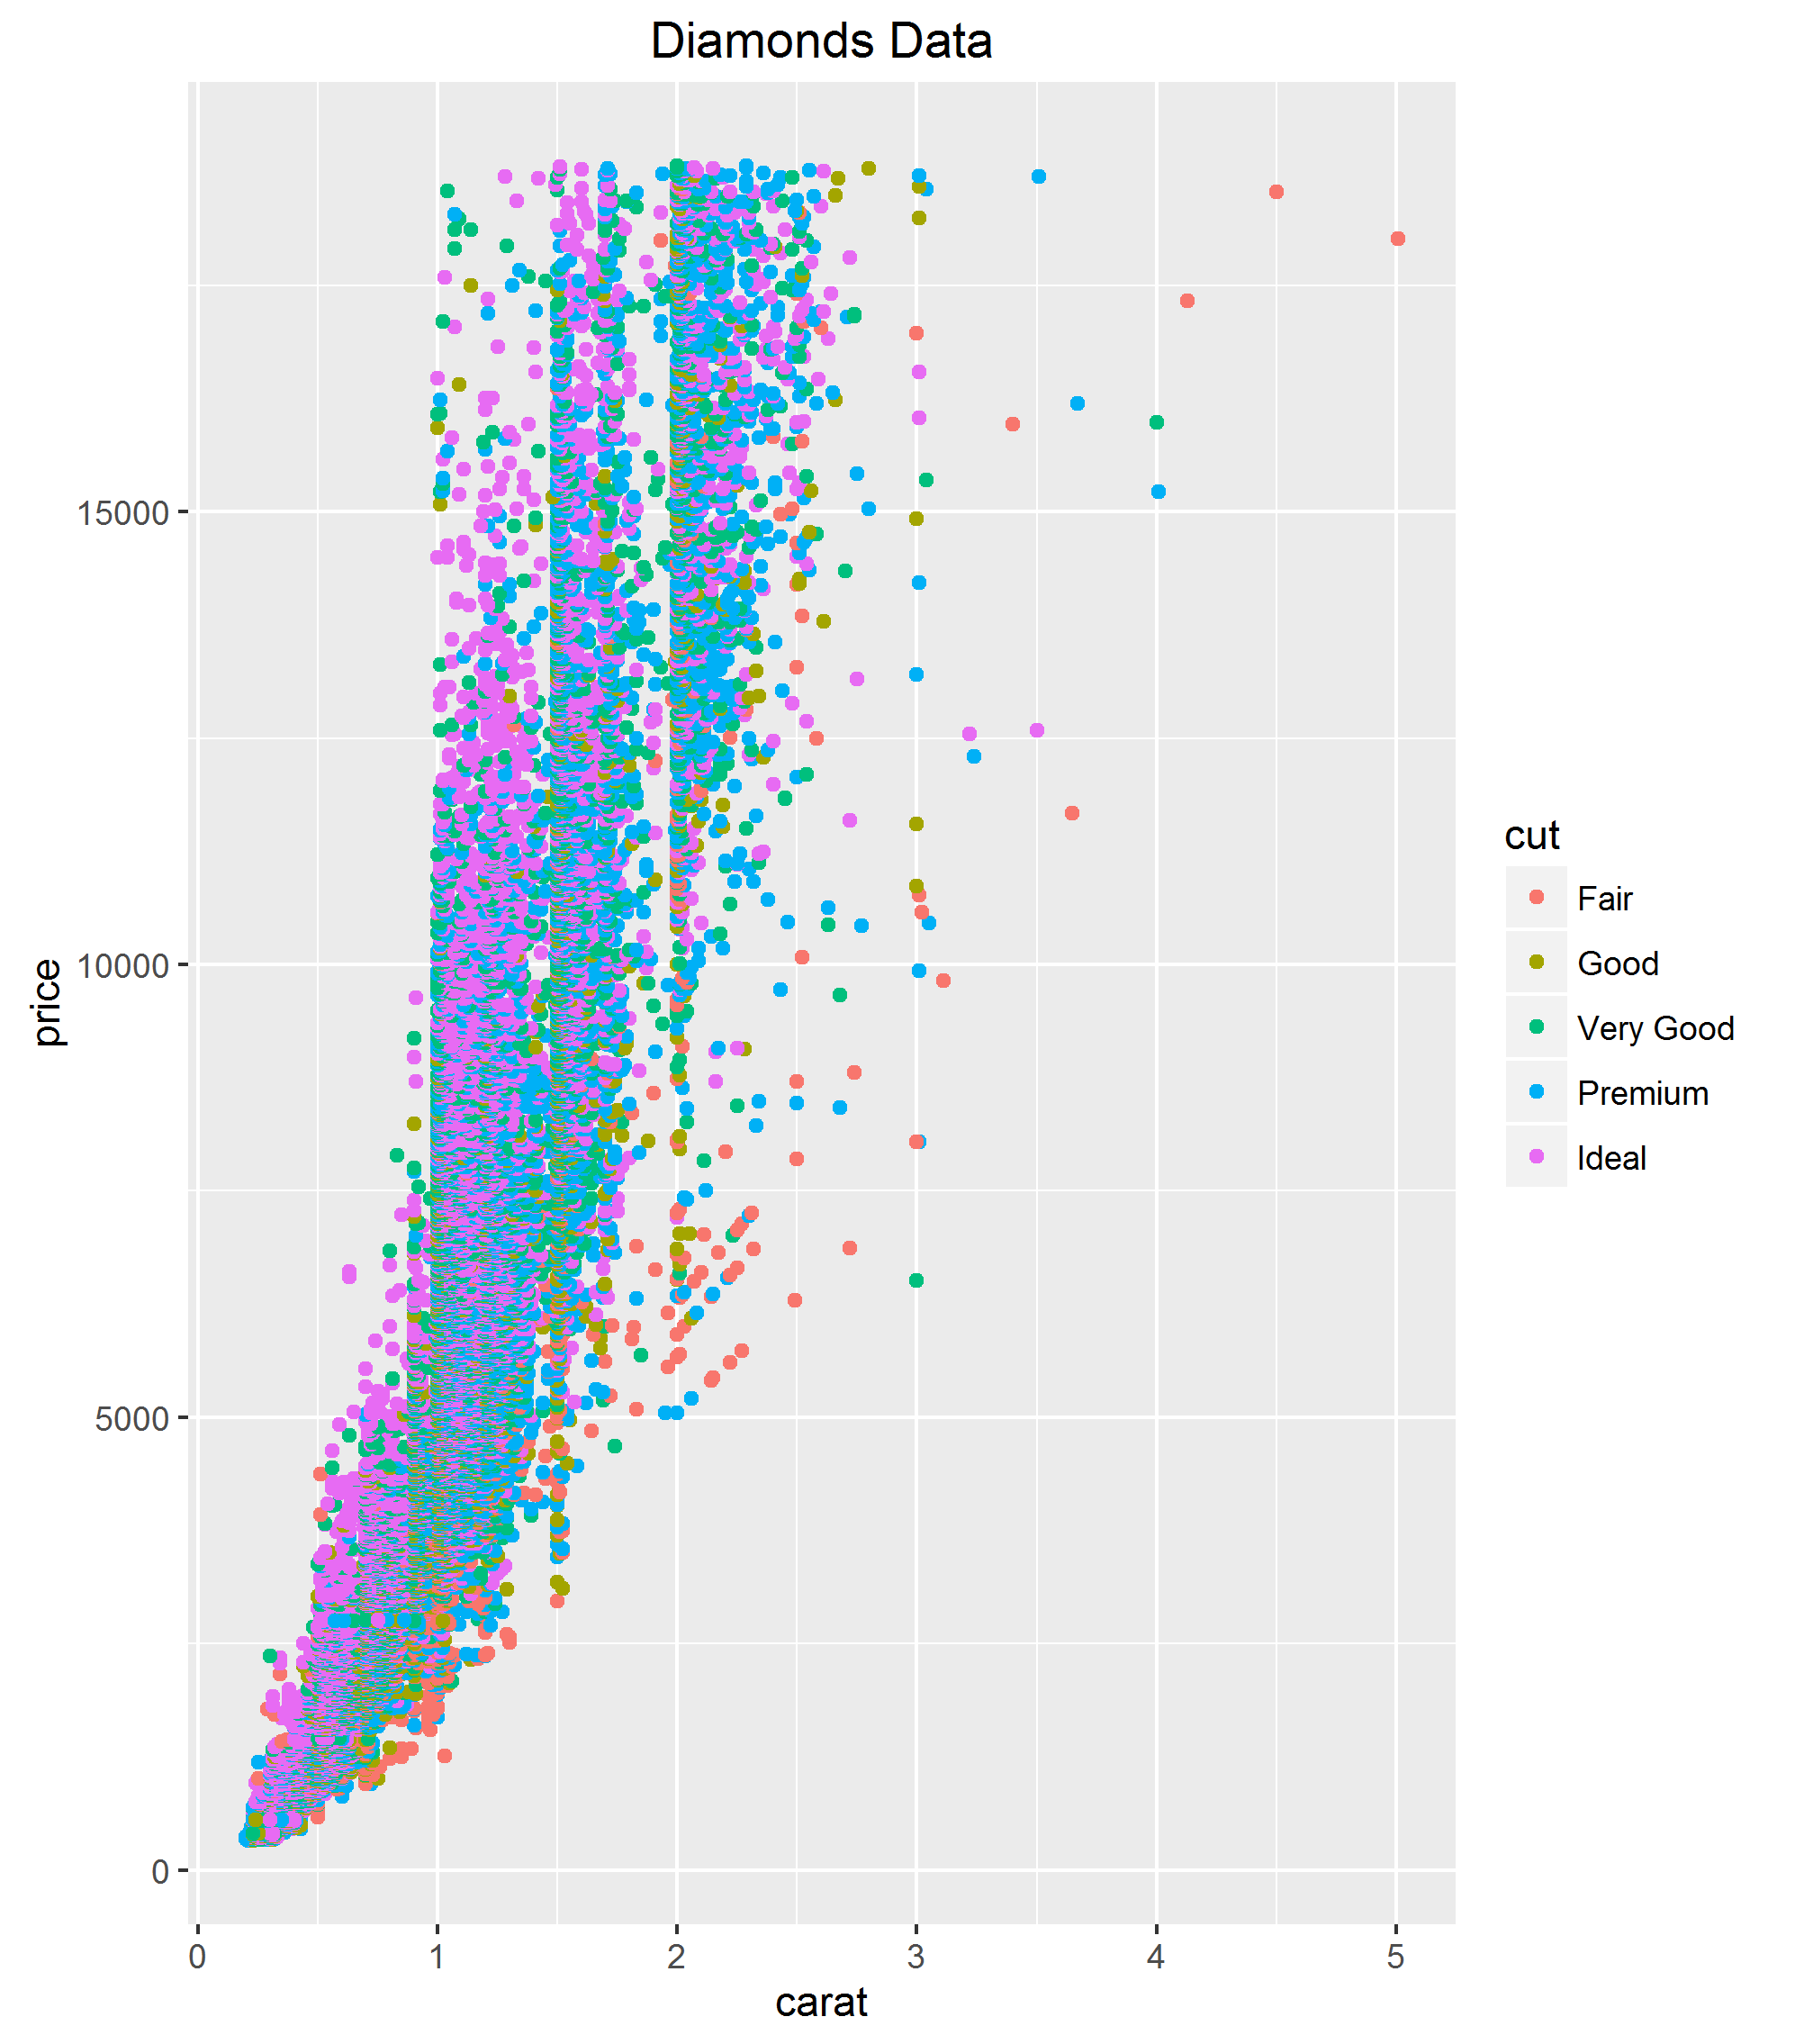 Diamonds Data
price
15000
10000
5000
0
0 1 2 3 4 5
carat
cut
Fair
Good
Very Good
Premium
Ideal